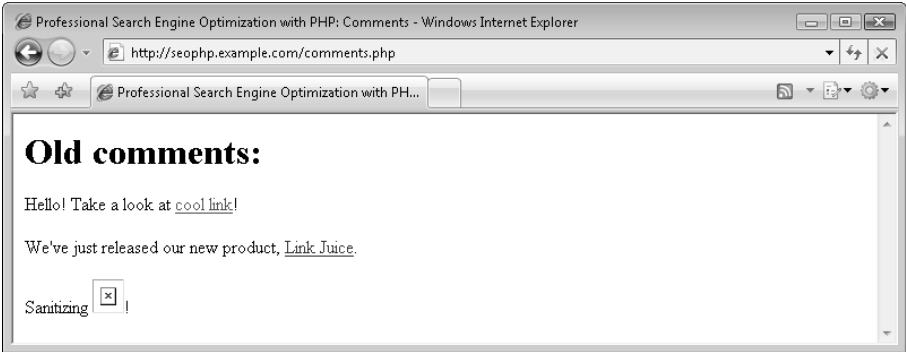 Professional Search Engine Optimization with PHP: Comments - Windows Internet Explorer
http://seophp.example.com/comments.php
Professional Search Engine Optimization with PH...
Old comments:
Hello! Take a look at cool link!
We've just released our new product, Link Juice.
Sanitizing !